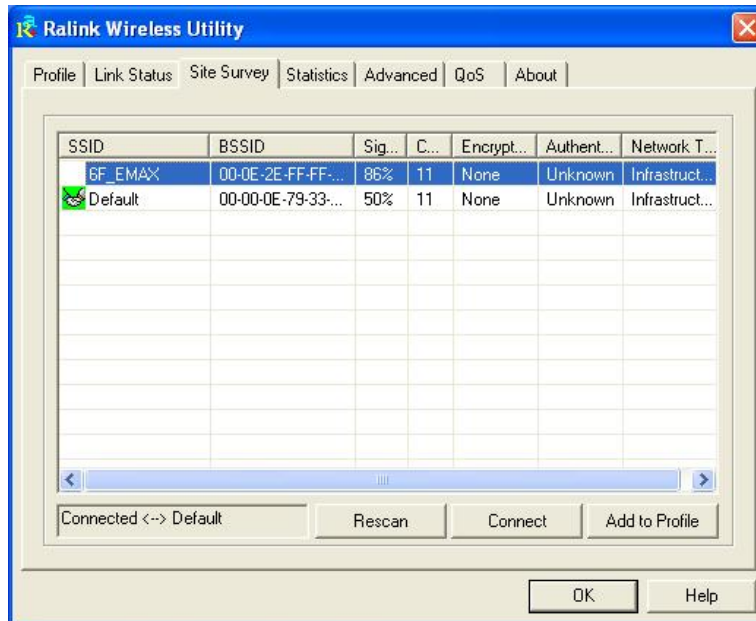 Ralink Wireless Utility
Profile Link Status Site Survey Statistics Advanced QoS About
SSID BSSID Sig... C... Encrypt... Authent... Network T...
6F_EMAX 00-0E-2E-FF-FF-... 86% 11 None Unknown Infrastruct...
Default 00-00-0E-79-33-... 50% 11 None Unknown Infrastruct...
Connected <--> Default Rescan Connect Add to Profile
OK Help